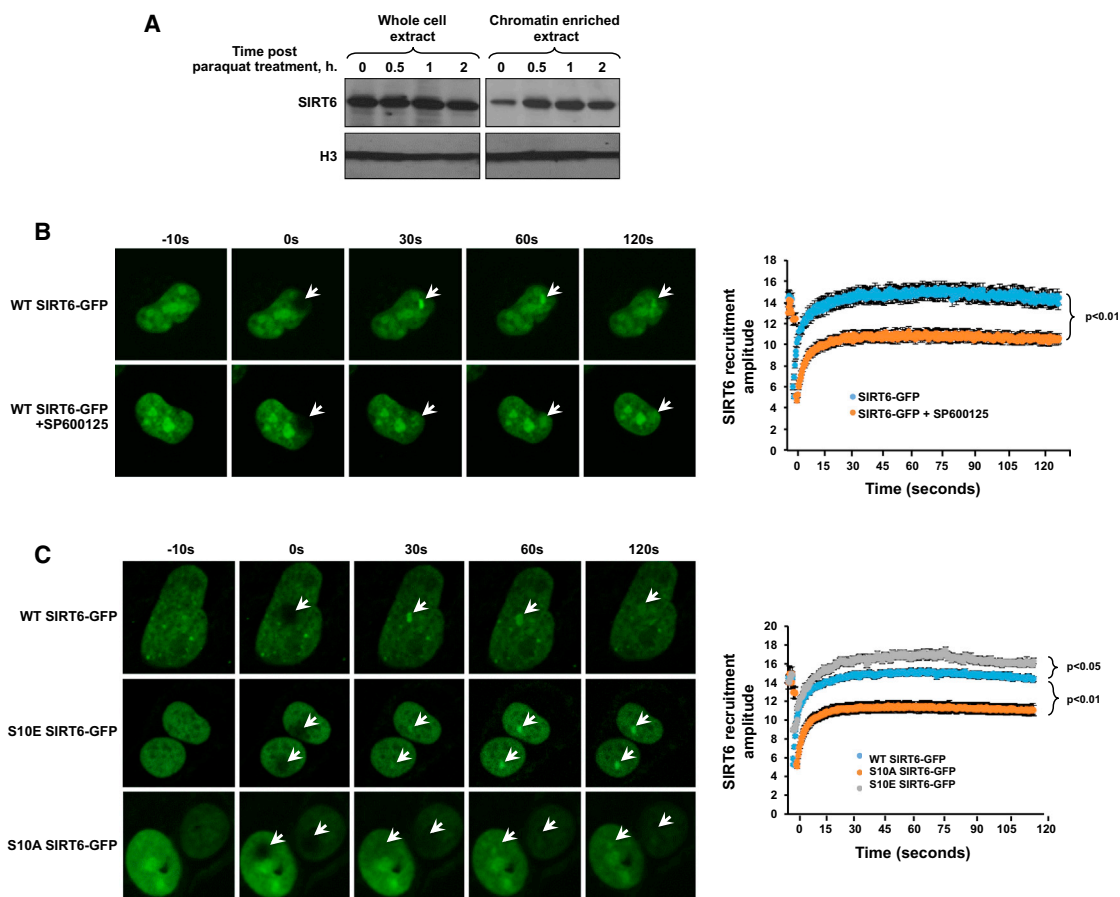 A
Whole cell
extract
Chromatin enriched
extract
Time post
paraquat treatment, h.
0 0.5 1 2 0 0.5 1 2
SIRT6
H3
B
-10s 0s 30s 60s 120s
WT SIRT6-GFP
WT SIRT6-GFP
+SP600125
SIRT6 recruitment
amplitude
18
16
14
12
10
8
6
4
2
0
p<0.01
SIRT6-GFP
SIRT6-GFP + SP600125
0 15 30 45 60 75 90 105 120
Time (seconds)
C
-10s 0s 30s 60s 120s
WT SIRT6-GFP
S10E SIRT6-GFP
S10A SIRT6-GFP
SIRT6 recruitment
amplitude
20
18
16
14
12
10
8
6
4
2
0
p<0.05
p<0.01
WT SIRT6-GFP
S10A SIRT6-GFP
S10E SIRT6-GFP
0 15 30 45 60 75 90 105 120
Time (seconds)